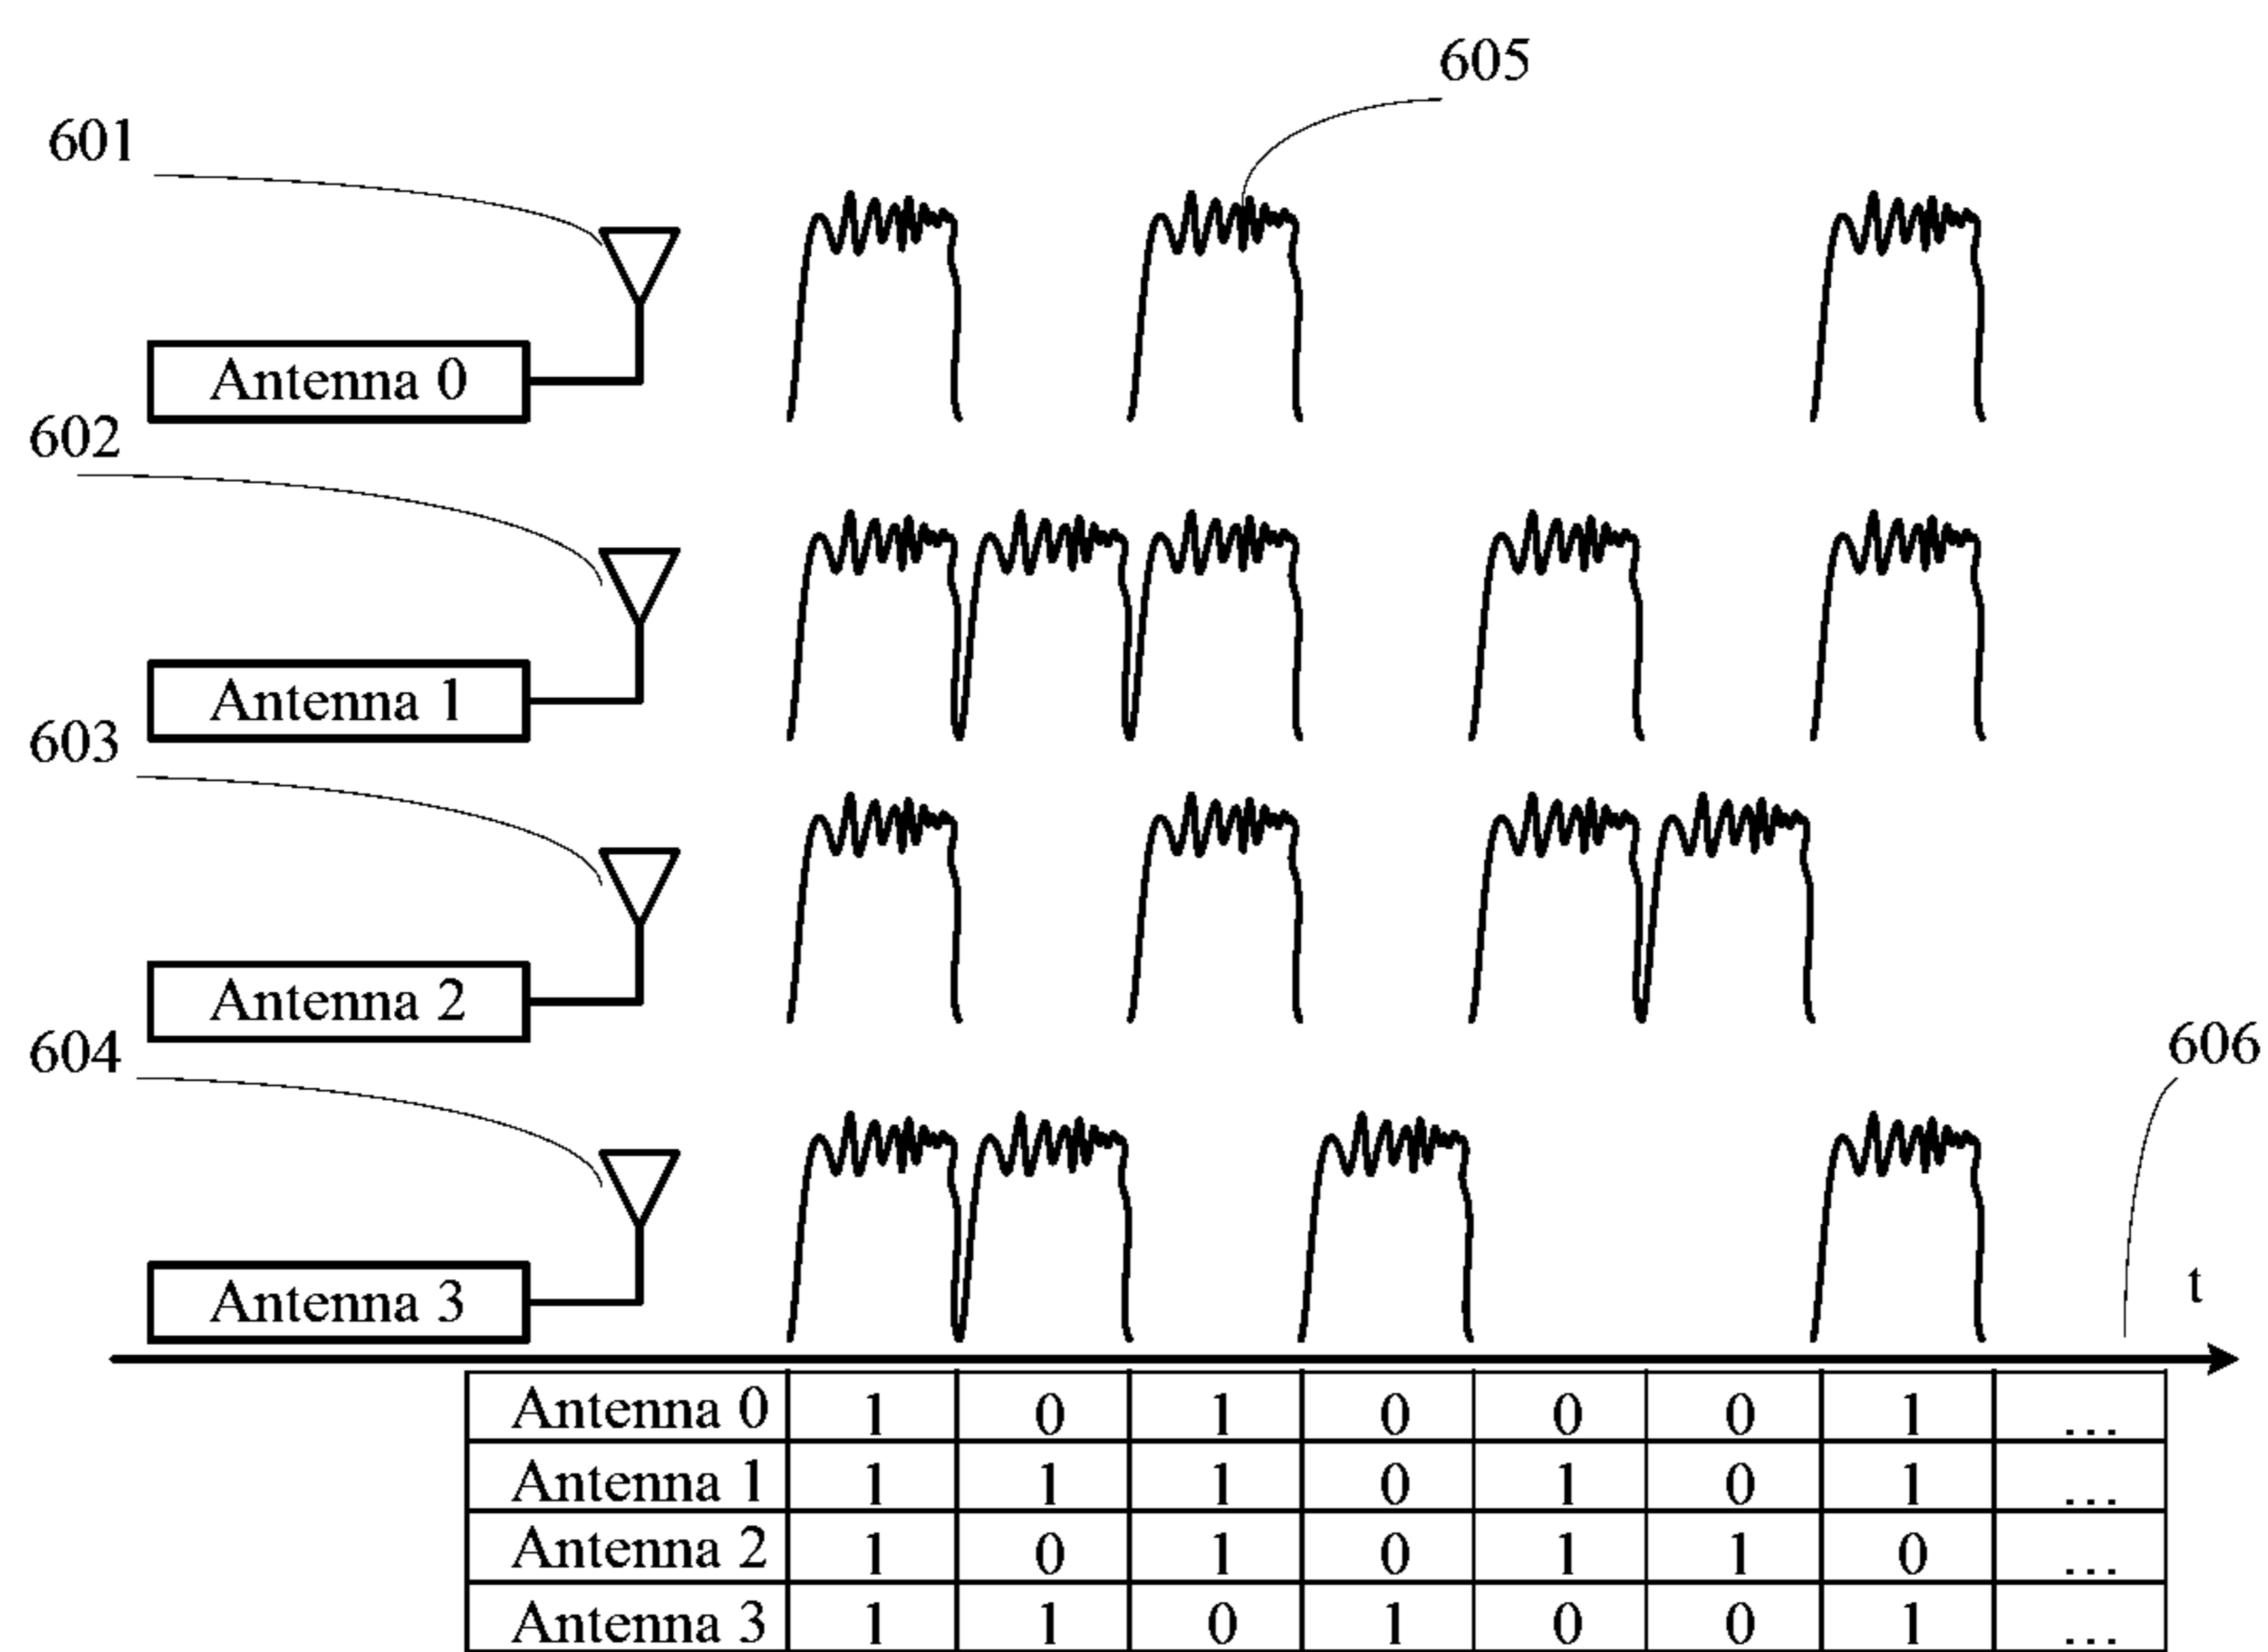 605
601
Antenna 0
602
Antenna 1
603
Antenna 2
604
606
Antenna 3
t
Antenna 0 1 0 1 0 0 0 1 ...
Antenna 1 1 1 1 0 1 0 1 ...
Antenna 2 1 0 1 0 1 1 0 ...
Antenna 3 1 1 0 1 0 0 1 ...